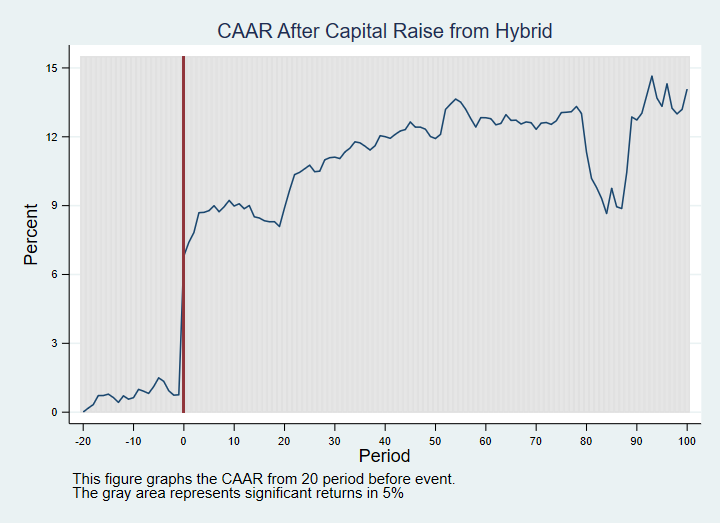 CAAR After Capital Raise from Hybrid
Percent
15
12
9
6
3
0
-20 -10 0 10 20 30 40 50 60 70 80 90 100
Period
This figure graphs the CAAR from 20 period before event.
The gray area represents significant returns in 5%